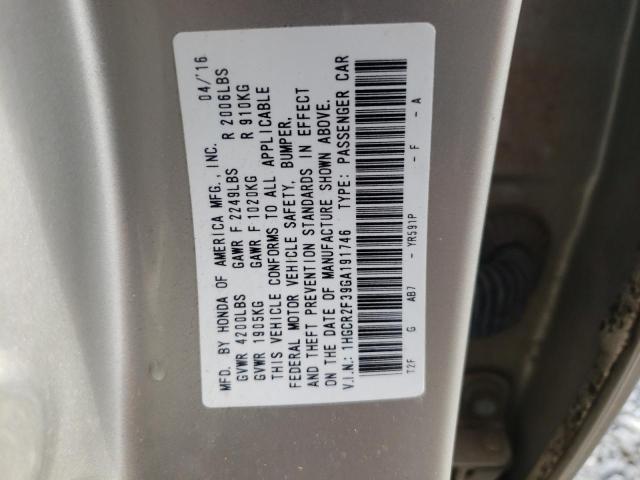 MFD. BY HONDA OF AMERICA MFG., INC. 04/'16
GVWR 4200LBS GAWR F 2249LBS R 2006LBS
GVWR 1905KG GAWR F 1020KG R 910KG
THIS VEHICLE CONFORMS TO ALL APPLICABLE
FEDERAL MOTOR VEHICLE SAFETY, BUMPER,
AND THEFT PREVENTION STANDARDS IN EFFECT
ON THE DATE OF MANUFACTURE SHOWN ABOVE.
V.I.N.: 1HGCR2F39GA191746 TYPE: PASSENGER CAR
T2F G AB7 - YR591P - F - A